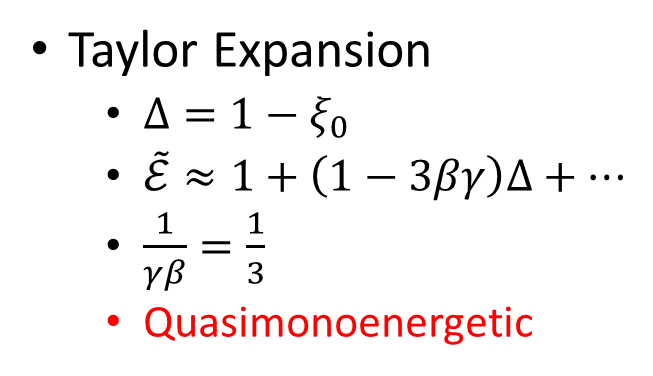 • Taylor Expansion
• Δ = 1 − ξ₀
• ℰ̃ ≈ 1 + (1 − 3βγ)Δ + ⋯
• 1/γβ = 1/3
• Quasimonoenergetic